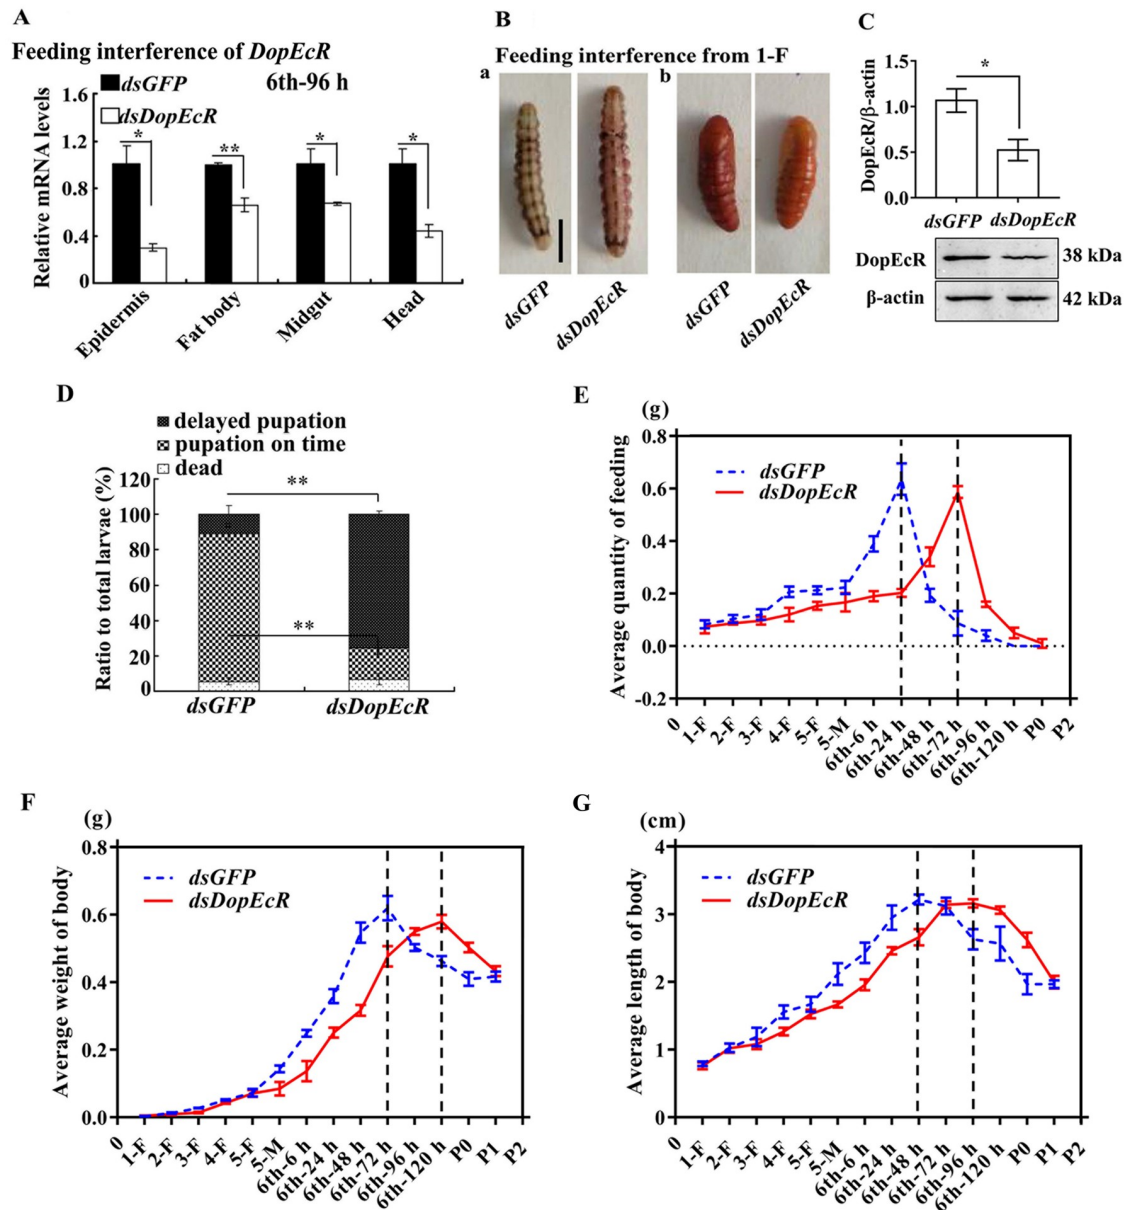 A
Feeding interference of DopEcR
dsGFP
6th-96 h
dsDopEcR
Relative mRNA levels
1.6
1.2
0.8
0.4
0
*
**
*
*
Epidermis
Fat body
Midgut
Head
B
Feeding interference from 1-F
a
b
dsGFP
dsDopEcR
dsGFP
dsDopEcR
C
DopEcR/β-actin
1.5
1.0
0.5
0.0
*
dsGFP
dsDopEcR
DopEcR
38 kDa
β-actin
42 kDa
D
delayed pupation
pupation on time
dead
Ratio to total larvae (%)
120
100
80
60
40
20
0
**
**
dsGFP
dsDopEcR
E
(g)
Average quantity of feeding
0.8
0.6
0.4
0.2
0.0
-0.2
dsGFP
dsDopEcR
0
1-F
2-F
3-F
4-F
5-F
5-M
6th-6 h
6th-24 h
6th-48 h
6th-72 h
6th-96 h
6th-120 h
P0
P2
F
(g)
Average weight of body
0.8
0.6
0.4
0.2
0.0
dsGFP
dsDopEcR
0
1-F
2-F
3-F
4-F
5-F
5-M
6th-6 h
6th-24 h
6th-48 h
6th-72 h
6th-96 h
6th-120 h
P0
P1
P2
G
(cm)
Average length of body
4
3
2
1
0
dsGFP
dsDopEcR
0
1-F
2-F
3-F
4-F
5-F
5-M
6th-6 h
6th-24 h
6th-48 h
6th-72 h
6th-96 h
6th-120 h
P0
P1
P2